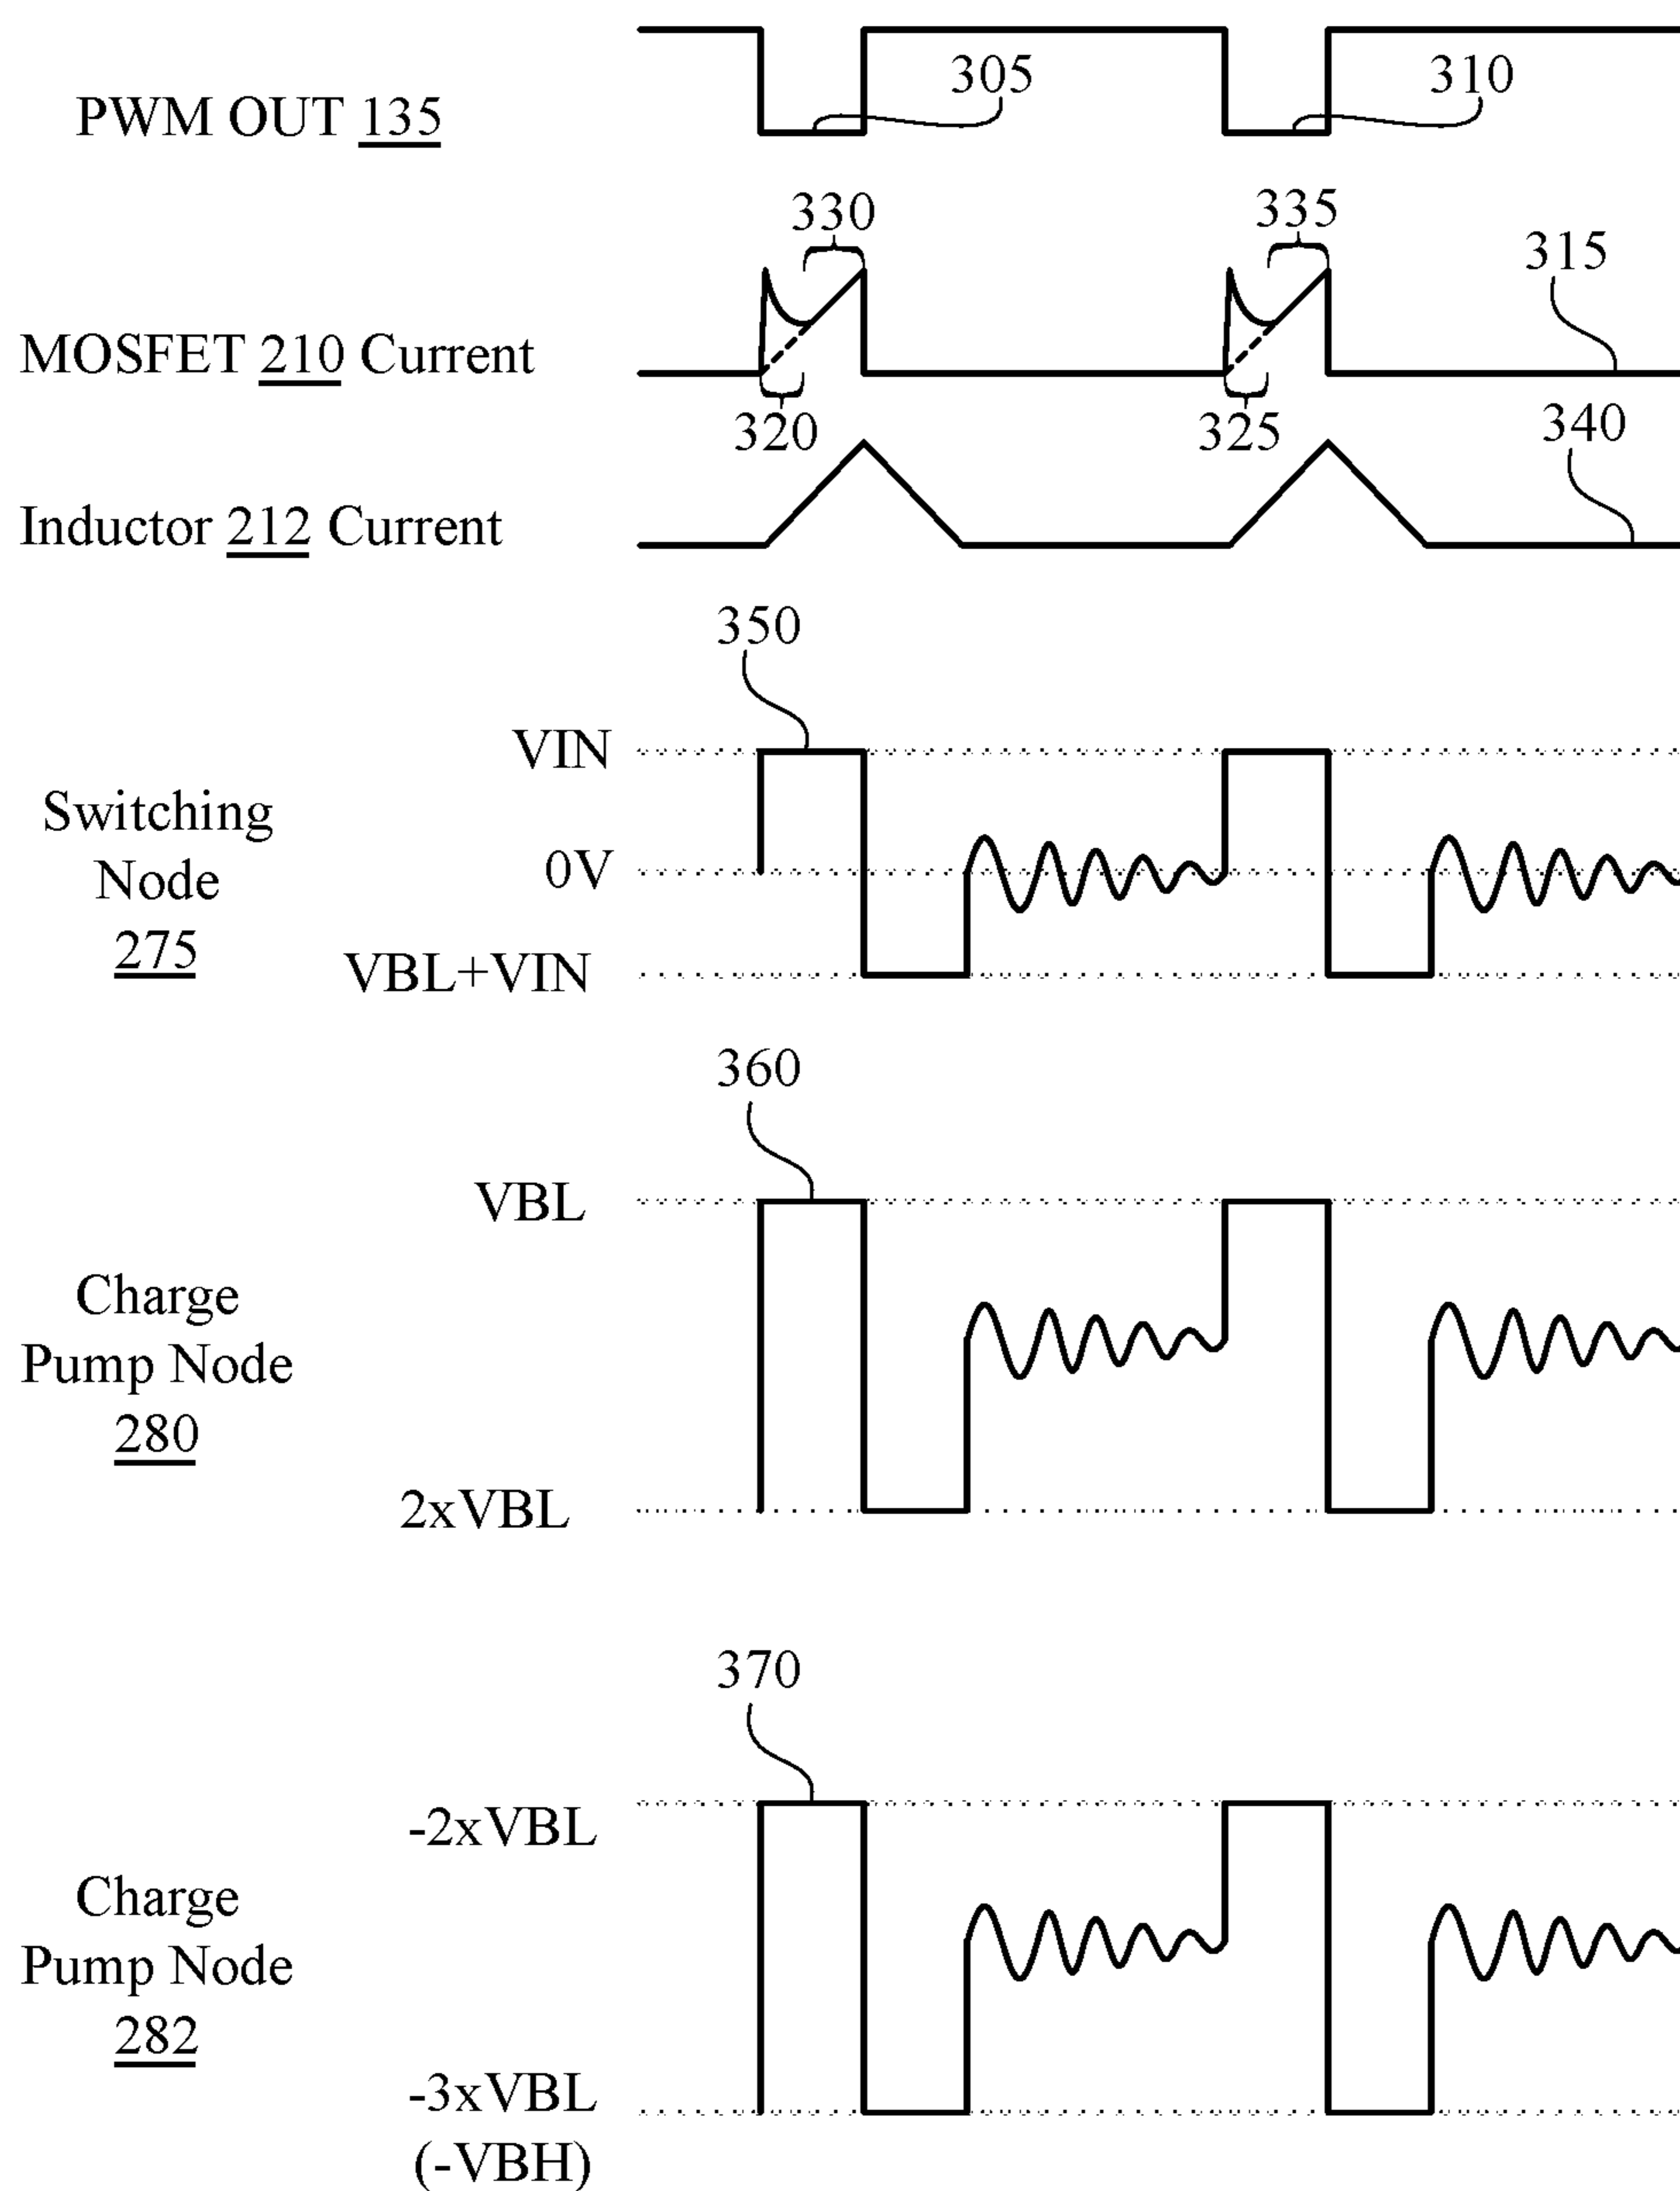 305
310
PWM OUT 135
330
335
315
MOSFET 210 Current
320
325
340
Inductor 212 Current
350
VIN
Switching
Node
275
0V
VBL+VIN
360
VBL
Charge
Pump Node
280
2xVBL
370
-2xVBL
Charge
Pump Node
282
-3xVBL
(-VBH)